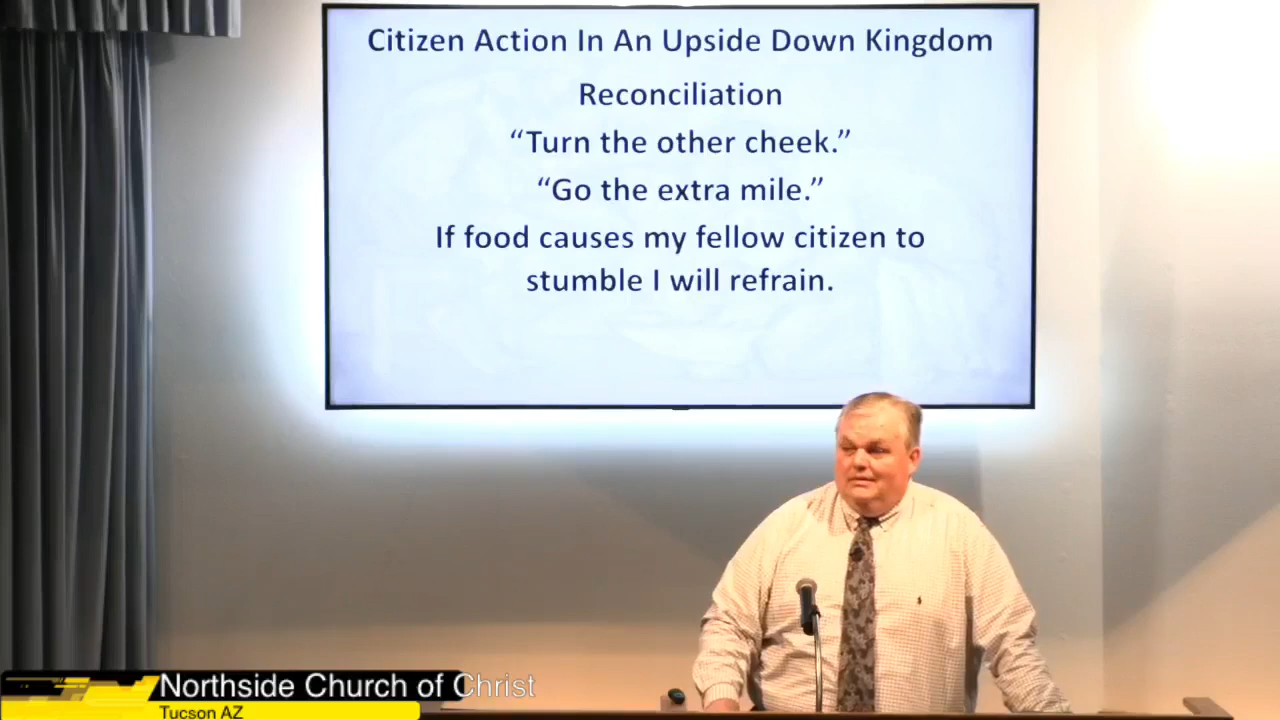 Citizen Action In An Upside Down Kingdom
Reconciliation
“Turn the other cheek.”
“Go the extra mile.”
If food causes my fellow citizen to
stumble I will refrain.
Northside Church of Christ
Tucson AZ